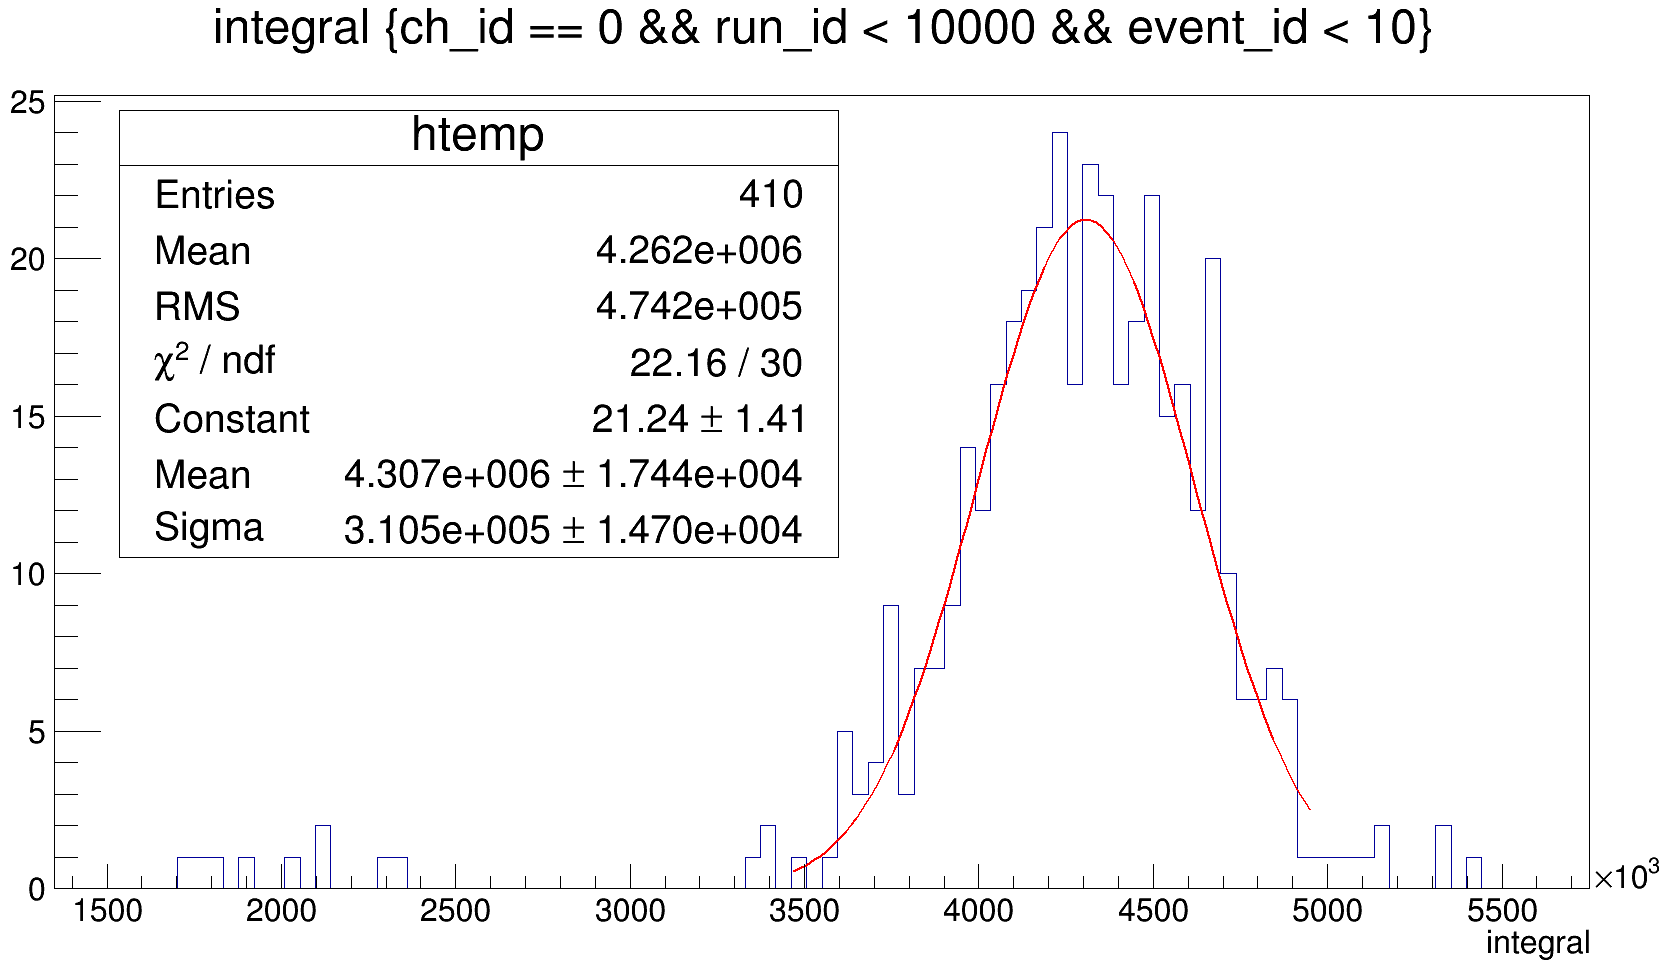 integral {ch_id == 0 && run_id < 10000 && event_id < 10}
htemp
Entries 410
Mean 4.262e+006
RMS 4.742e+005
χ² / ndf 22.16 / 30
Constant 21.24 ± 1.41
Mean 4.307e+006 ± 1.744e+004
Sigma 3.105e+005 ± 1.470e+004
25
20
15
10
5
0
1500 2000 2500 3000 3500 4000 4500 5000 5500
×10³
integral